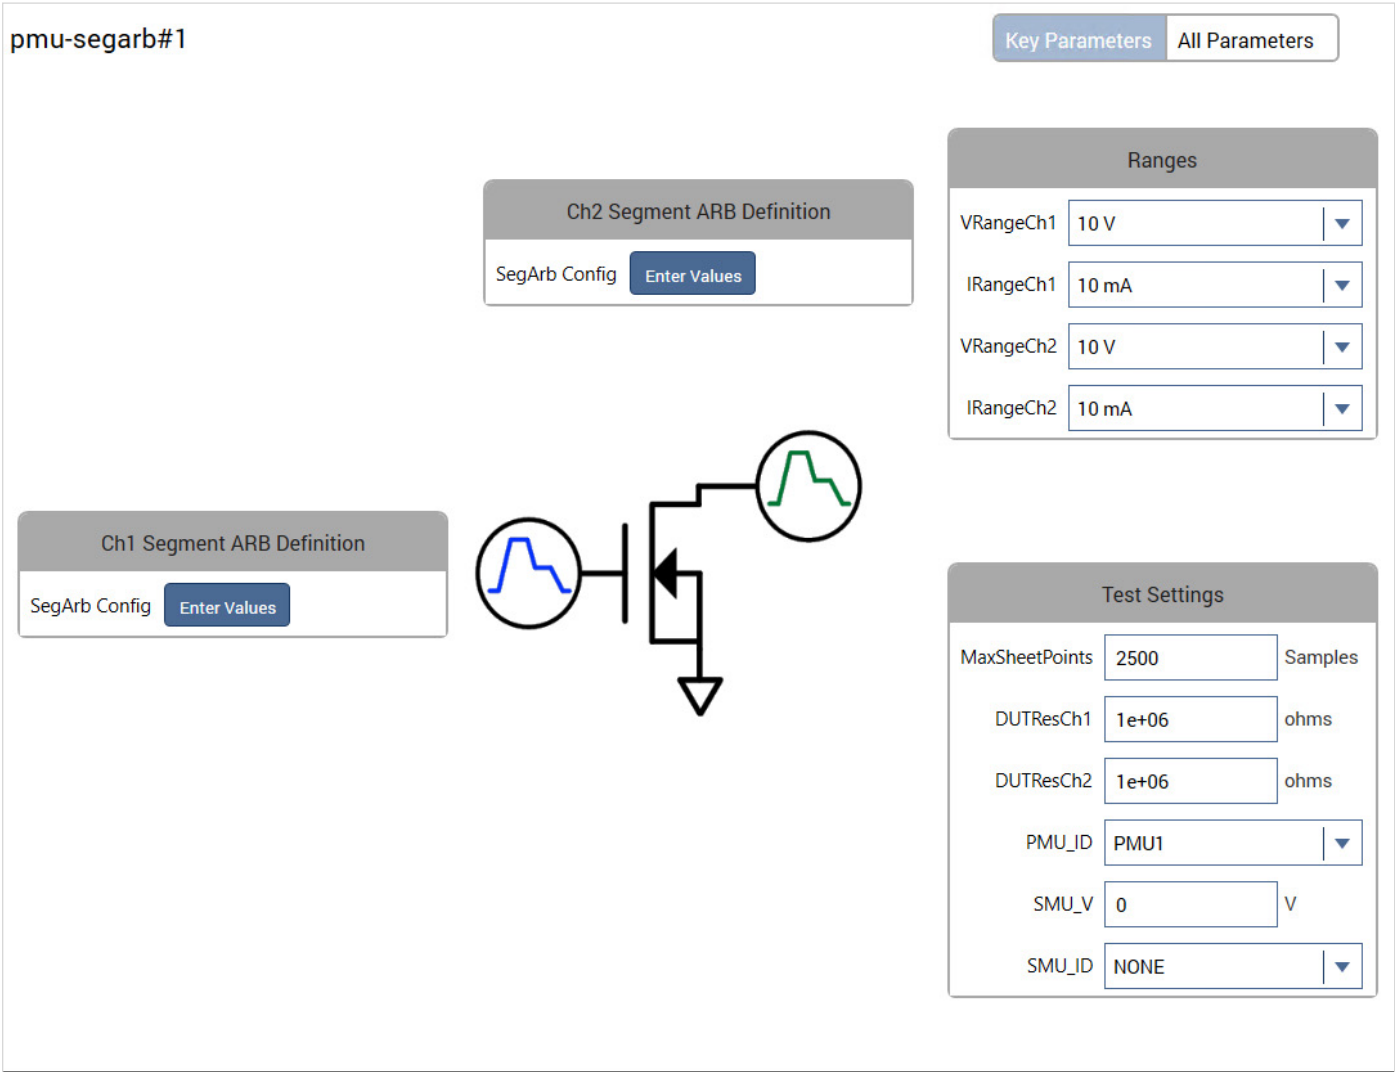 pmu-segarb#1
Key Parameters All Parameters
Ranges
VRangeCh1 10 V
IRangeCh1 10 mA
VRangeCh2 10 V
IRangeCh2 10 mA
Ch2 Segment ARB Definition
SegArb Config Enter Values
Ch1 Segment ARB Definition
SegArb Config Enter Values
Test Settings
MaxSheetPoints 2500 Samples
DUTResCh1 1e+06 ohms
DUTResCh2 1e+06 ohms
PMU_ID PMU1
SMU_V 0 V
SMU_ID NONE